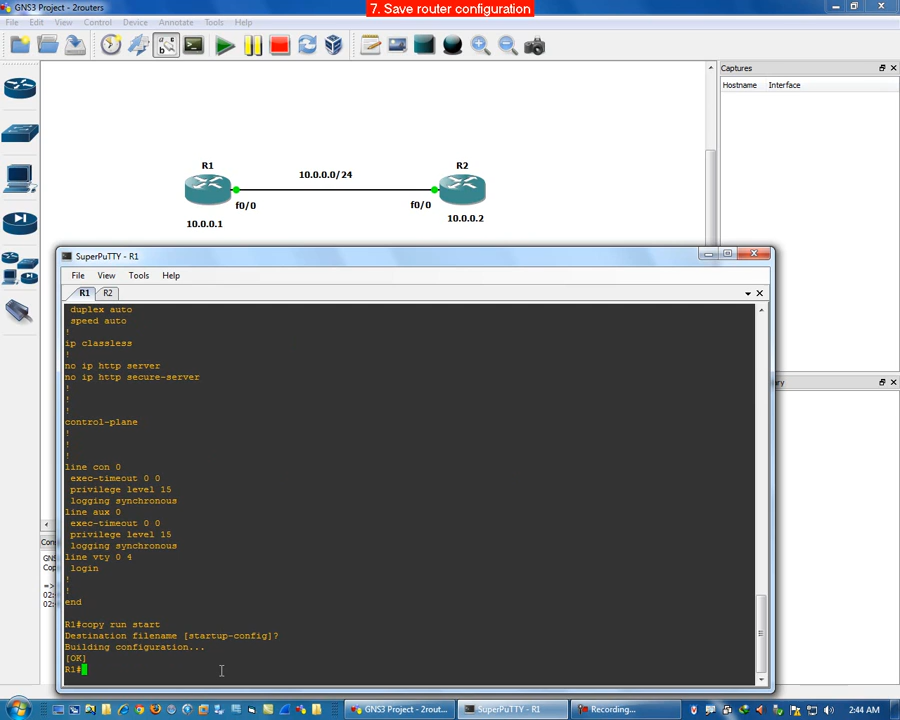 7. Save router configuration
GNS3 Project - 2routers
File Edit View Control Device Annotate Tools Help
Captures
Hostname Interface
R1
R2
10.0.0.0/24
f0/0
f0/0
10.0.0.1
10.0.0.2
SuperPuTTY - R1
File View Tools Help
R1 R2
duplex auto
speed auto
!
ip classless
!
no ip http server
no ip http secure-server
!
!
!
control-plane
!
!
!
line con 0
exec-timeout 0 0
privilege level 15
logging synchronous
line aux 0
exec-timeout 0 0
privilege level 15
logging synchronous
line vty 0 4
login
!
!
end
R1#copy run start
Destination filename [startup-config]?
Building configuration...
[OK]
R1#
Con
GNS
Cop
=>
02:
02:
GNS3 Project - 2rout...
SuperPuTTY - R1
Recording...
2:44 AM